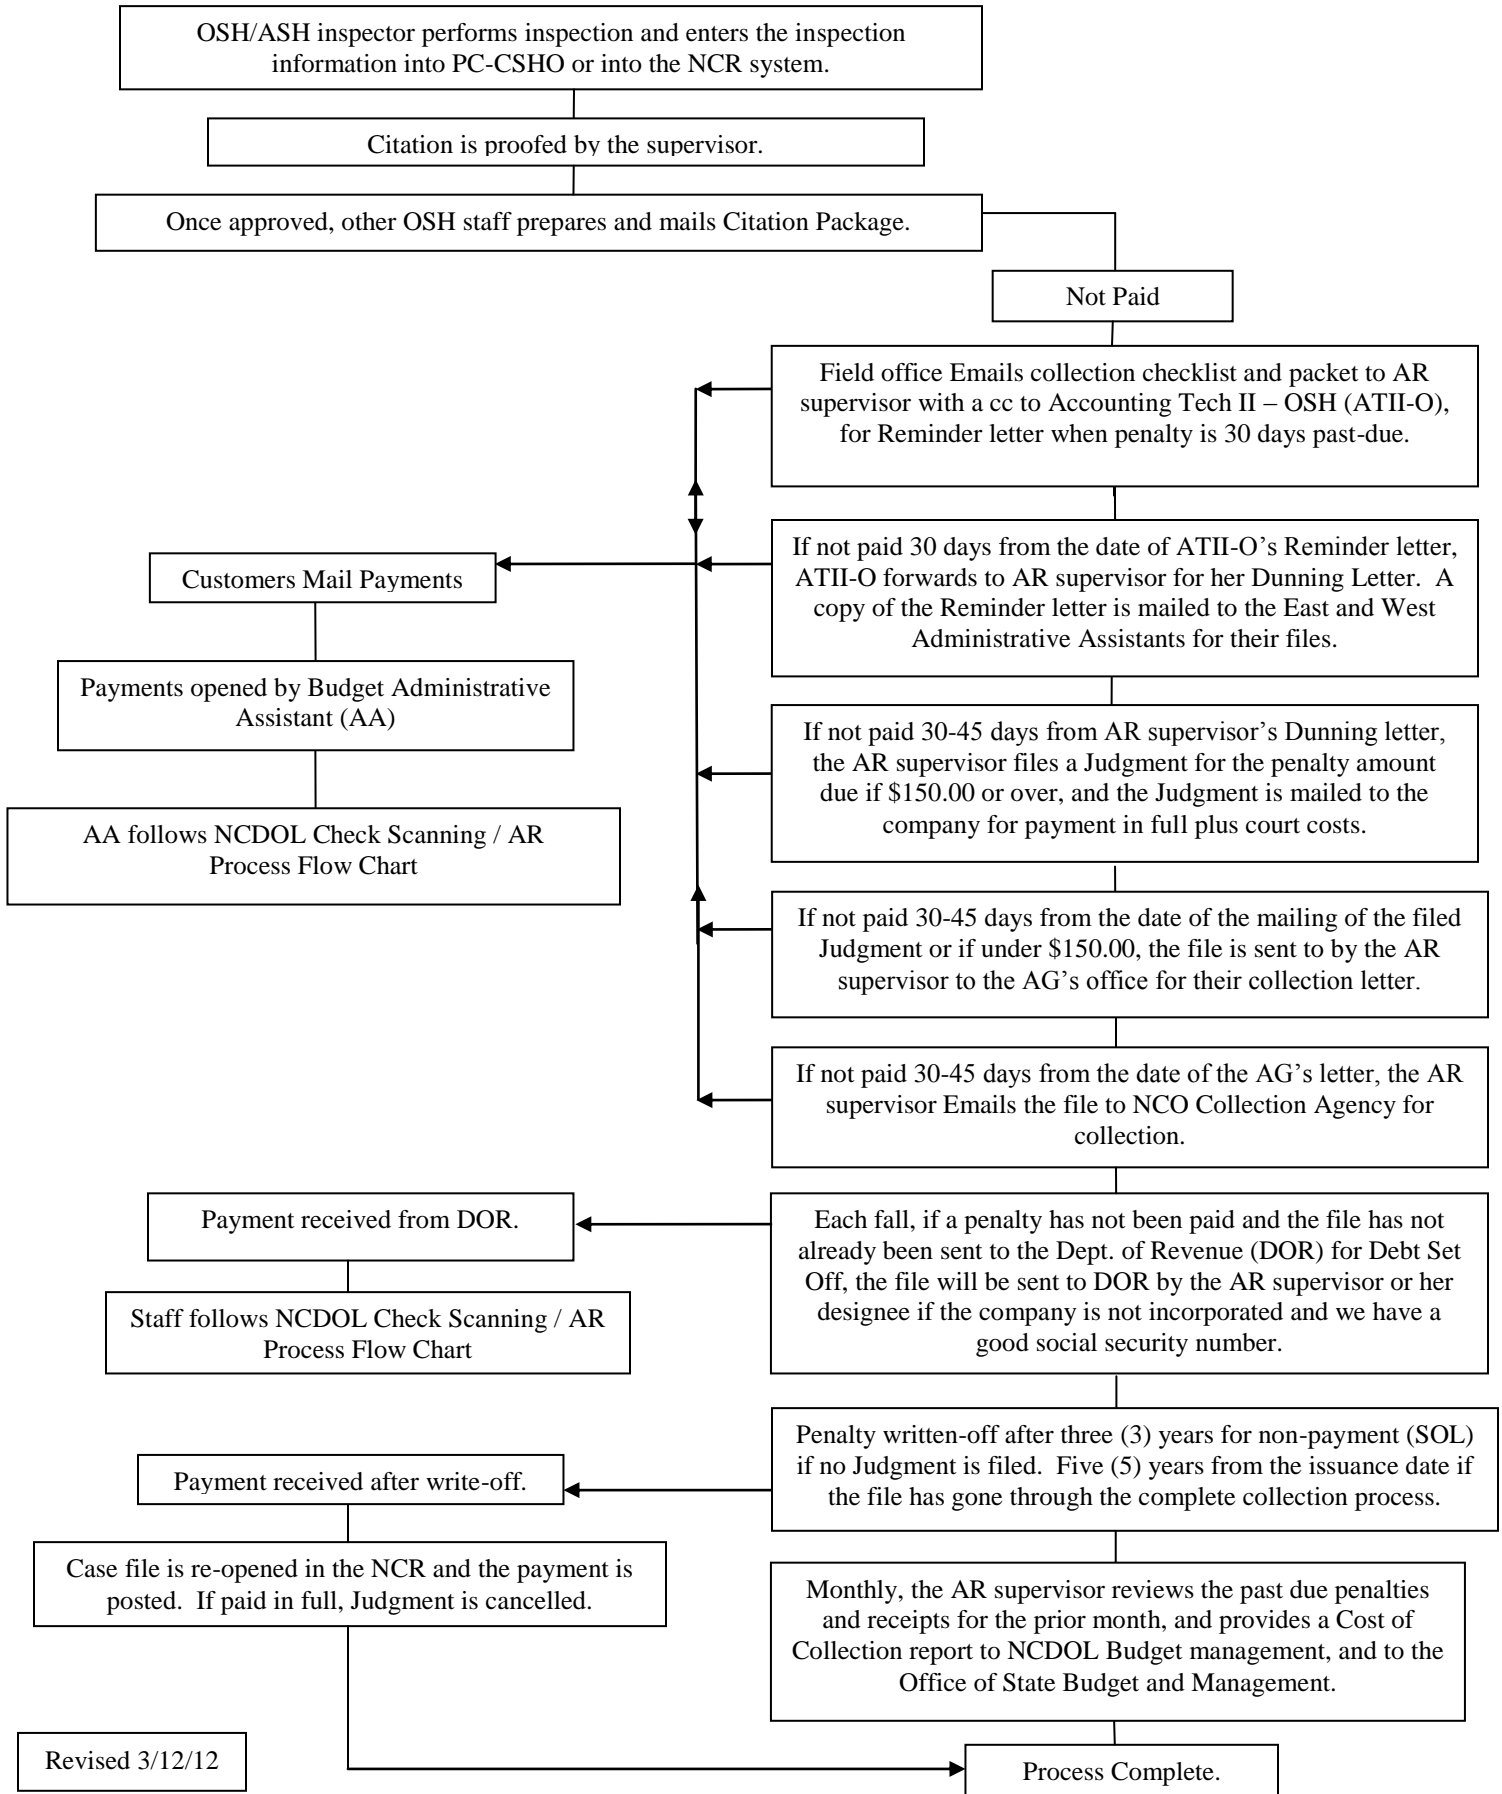 OSH/ASH inspector performs inspection and enters the inspection
information into PC-CSHO or into the NCR system.
Citation is proofed by the supervisor.
Once approved, other OSH staff prepares and mails Citation Package.
Not Paid
Field office Emails collection checklist and packet to AR
supervisor with a cc to Accounting Tech II – OSH (ATII-O),
for Reminder letter when penalty is 30 days past-due.
If not paid 30 days from the date of ATII-O’s Reminder letter,
ATII-O forwards to AR supervisor for her Dunning Letter. A
copy of the Reminder letter is mailed to the East and West
Administrative Assistants for their files.
Customers Mail Payments
Payments opened by Budget Administrative
Assistant (AA)
AA follows NCDOL Check Scanning / AR
Process Flow Chart
If not paid 30-45 days from AR supervisor’s Dunning letter,
the AR supervisor files a Judgment for the penalty amount
due if $150.00 or over, and the Judgment is mailed to the
company for payment in full plus court costs.
If not paid 30-45 days from the date of the mailing of the filed
Judgment or if under $150.00, the file is sent to by the AR
supervisor to the AG’s office for their collection letter.
If not paid 30-45 days from the date of the AG’s letter, the AR
supervisor Emails the file to NCO Collection Agency for
collection.
Each fall, if a penalty has not been paid and the file has not
already been sent to the Dept. of Revenue (DOR) for Debt Set
Off, the file will be sent to DOR by the AR supervisor or her
designee if the company is not incorporated and we have a
good social security number.
Payment received from DOR.
Staff follows NCDOL Check Scanning / AR
Process Flow Chart
Penalty written-off after three (3) years for non-payment (SOL)
if no Judgment is filed. Five (5) years from the issuance date if
the file has gone through the complete collection process.
Payment received after write-off.
Case file is re-opened in the NCR and the payment is
posted. If paid in full, Judgment is cancelled.
Monthly, the AR supervisor reviews the past due penalties
and receipts for the prior month, and provides a Cost of
Collection report to NCDOL Budget management, and to the
Office of State Budget and Management.
Revised 3/12/12
Process Complete.